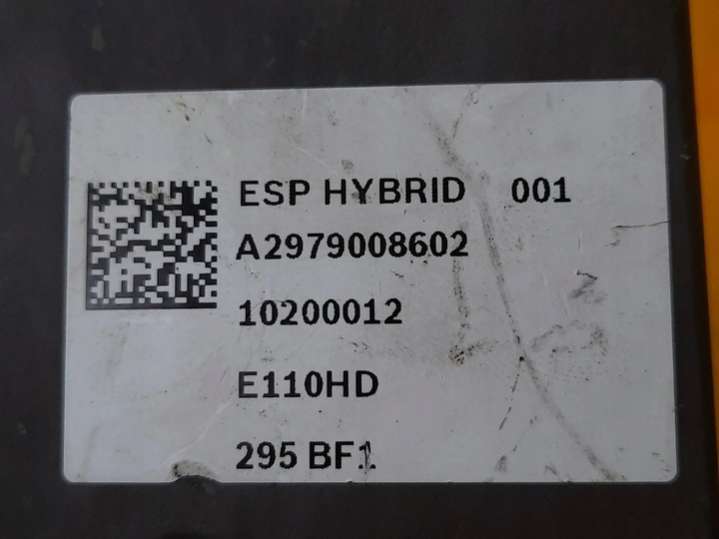 ESP HYBRID 001
A2979008602
10200012
E110HD
295 BF1